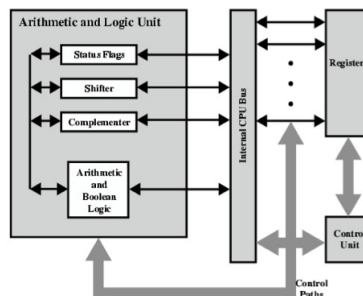 Arithmetic and Logic Unit
Status Flags
Shifter
Complementer
Arithmetic
and
Boolean
Logic
Internal CPU Bus
Register
Control
Unit
Control
Paths